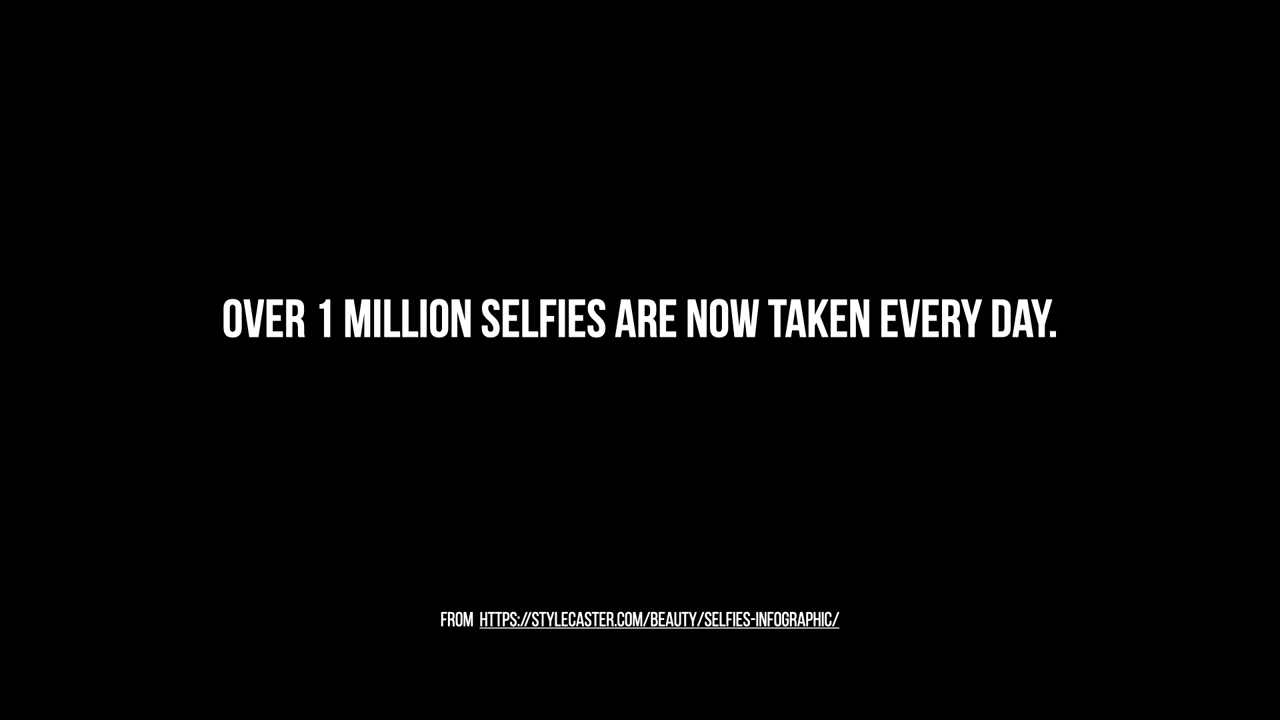 OVER 1 MILLION SELFIES ARE NOW TAKEN EVERY DAY.
FROM HTTPS://STYLECASTER.COM/BEAUTY/SELFIES-INFOGRAPHIC/